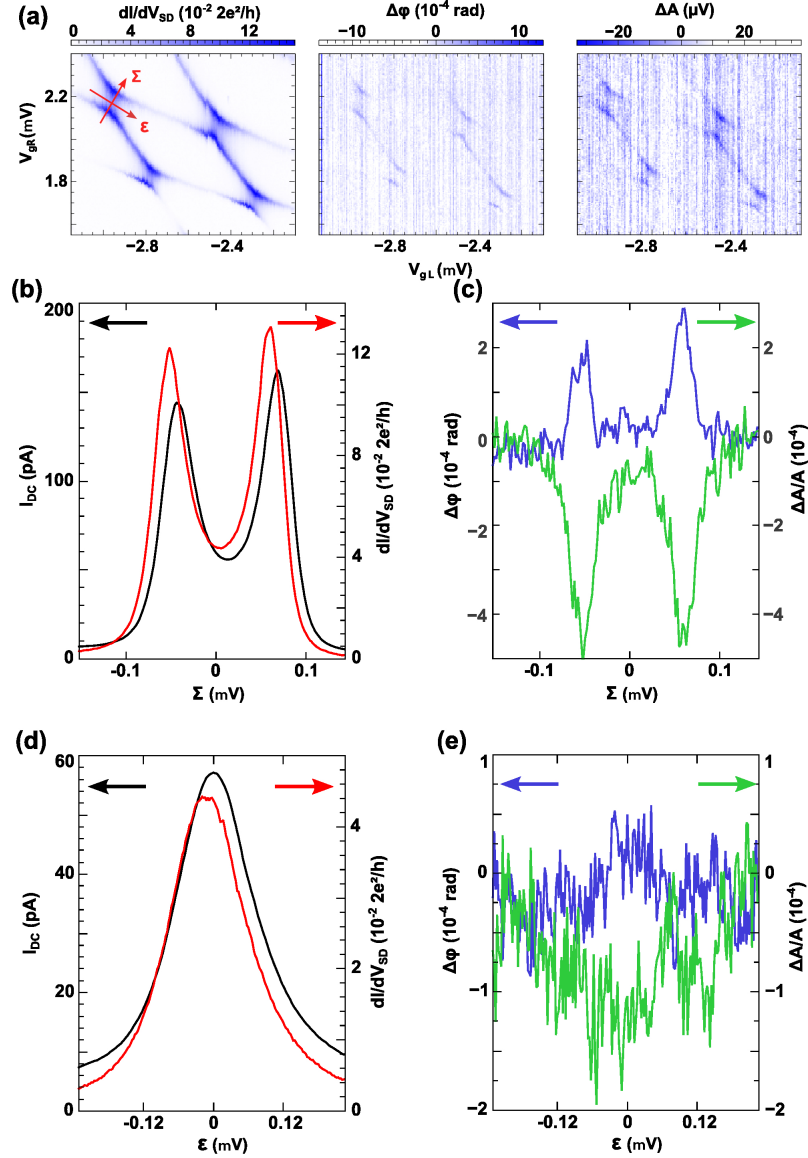 (a)
dI/dV_SD (10⁻² 2e²/h)
0 4 8 12
Δφ (10⁻⁴ rad)
−10 0 10
ΔA (µV)
−20 0 20
V_gR(mV)
2.2
1.8
Σ
ε
−2.8 −2.4
−2.8 −2.4
−2.8 −2.4
V_gL(mV)
(b)
I_DC (pA)
200
100
0
dI/dV_SD (10⁻² 2e²/h)
12
8
4
0
-0.1 0 0.1
Σ (mV)
(c)
Δφ (10⁻⁴ rad)
2
0
−2
−4
ΔA/A (10⁻⁴)
2
0
−2
−4
-0.1 0.0 0.1
Σ (mV)
(d)
I_DC (pA)
60
40
20
0
dI/dV_SD (10⁻² 2e²/h)
4
2
0
-0.12 0 0.12
ε (mV)
(e)
Δφ (10⁻⁴ rad)
1
0
−1
−2
ΔA/A (10⁻⁴)
1
0
−1
−2
-0.12 0 0.12
ε (mV)